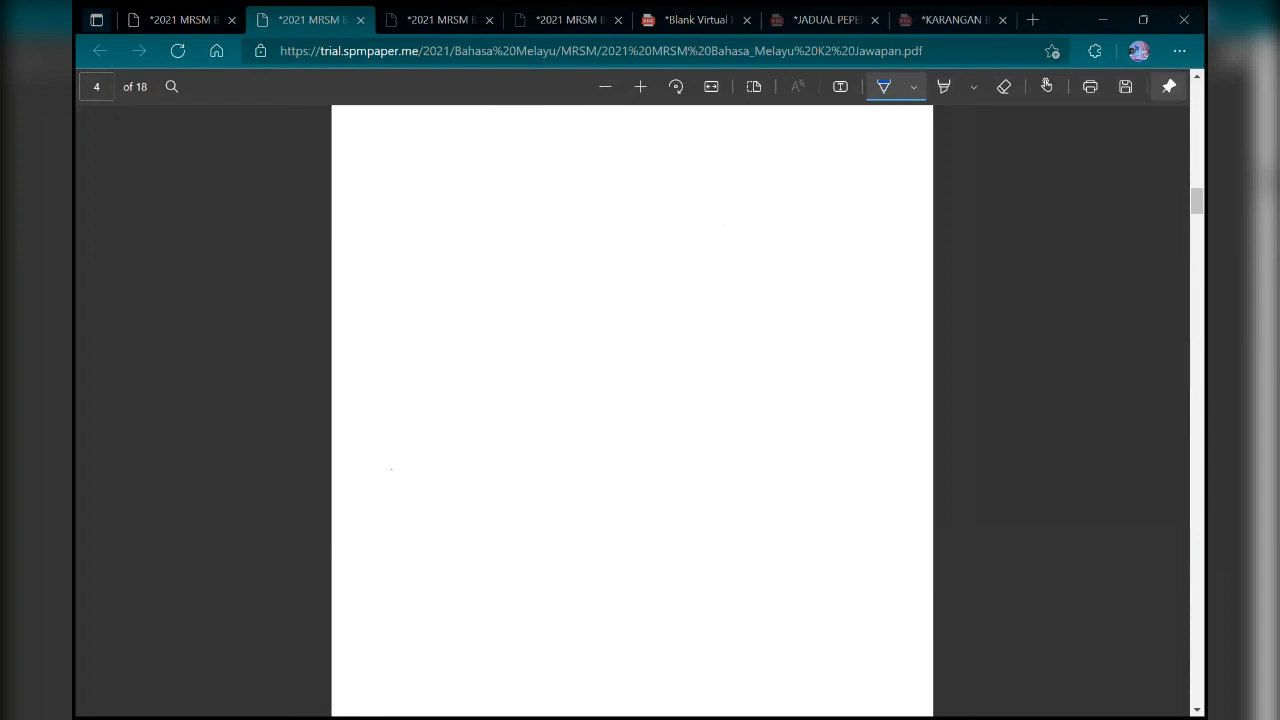 *2021 MRSM B
*2021 MRSM B
*2021 MRSM B
*2021 MRSM B
*Blank Virtual
*JADUAL PEPE
*KARANGAN B
https://trial.spmpaper.me/2021/Bahasa%20Melayu/MRSM/2021%20MRSM%20Bahasa_Melayu%20K2%20Jawapan.pdf
4 of 18